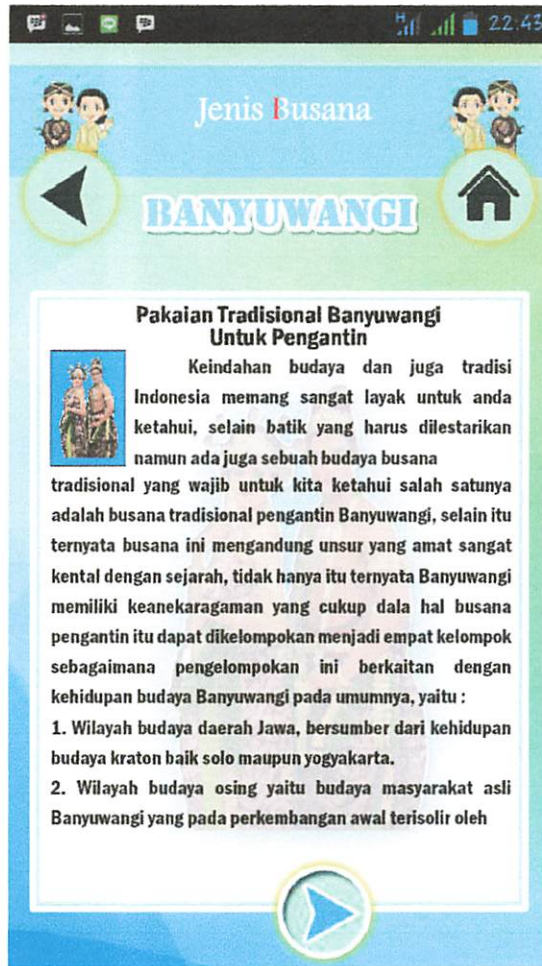 H
22.43
Jenis Busana
BANYUWANGI
Pakaian Tradisional Banyuwangi
Untuk Pengantin
Keindahan budaya dan juga tradisi
Indonesia memang sangat layak untuk anda
ketahui, selain batik yang harus dilestarikan
namun ada juga sebuah budaya busana
tradisional yang wajib untuk kita ketahui salah satunya
adalah busana tradisional pengantin Banyuwangi, selain itu
ternyata busana ini mengandung unsur yang amat sangat
kental dengan sejarah, tidak hanya itu ternyata Banyuwangi
memiliki keanekaragaman yang cukup dala hal busana
pengantin itu dapat dikelompokan menjadi empat kelompok
sebagaimana pengelompokan ini berkaitan dengan
kehidupan budaya Banyuwangi pada umumnya, yaitu :
1. Wilayah budaya daerah Jawa, bersumber dari kehidupan
budaya kraton baik solo maupun yogyakarta.
2. Wilayah budaya osing yaitu budaya masyarakat asli
Banyuwangi yang pada perkembangan awal terisolir oleh